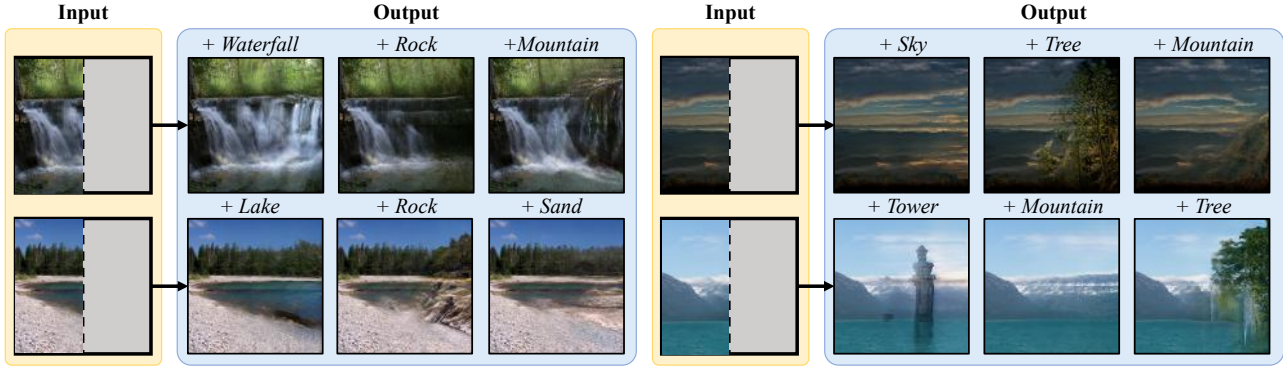 Input Output Input Output
+ Waterfall + Rock +Mountain + Sky + Tree + Mountain
+ Lake + Rock + Sand + Tower + Mountain + Tree